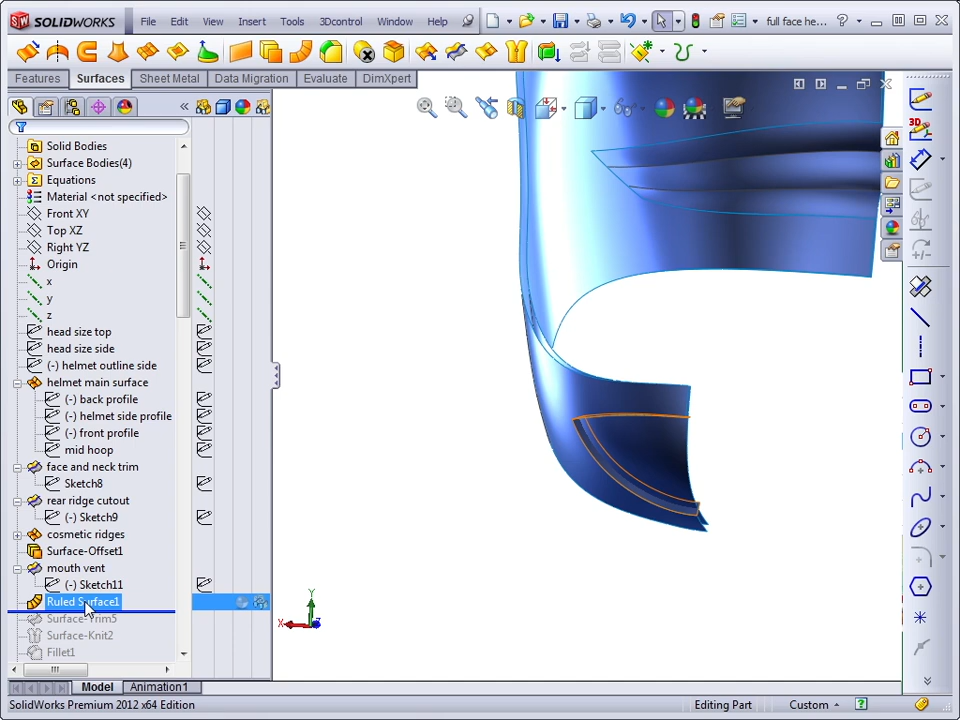 SOLIDWORKS File Edit View Insert Tools 3Dcontrol Window Help full face he... ?
Features Surfaces Sheet Metal Data Migration Evaluate DimXpert
Solid Bodies
Surface Bodies(4)
Equations
Material <not specified>
Front XY
Top XZ
Right YZ
Origin
x
y
z
head size top
head size side
(-) helmet outline side
helmet main surface
(-) back profile
(-) helmet side profile
(-) front profile
mid hoop
face and neck trim
Sketch8
rear ridge cutout
(-) Sketch9
cosmetic ridges
Surface-Offset1
mouth vent
(-) Sketch11
Ruled Surface1
Surface-Trim5
Surface-Knit2
Fillet1
Y
X
3D
Model Animation1
SolidWorks Premium 2012 x64 Edition Editing Part Custom